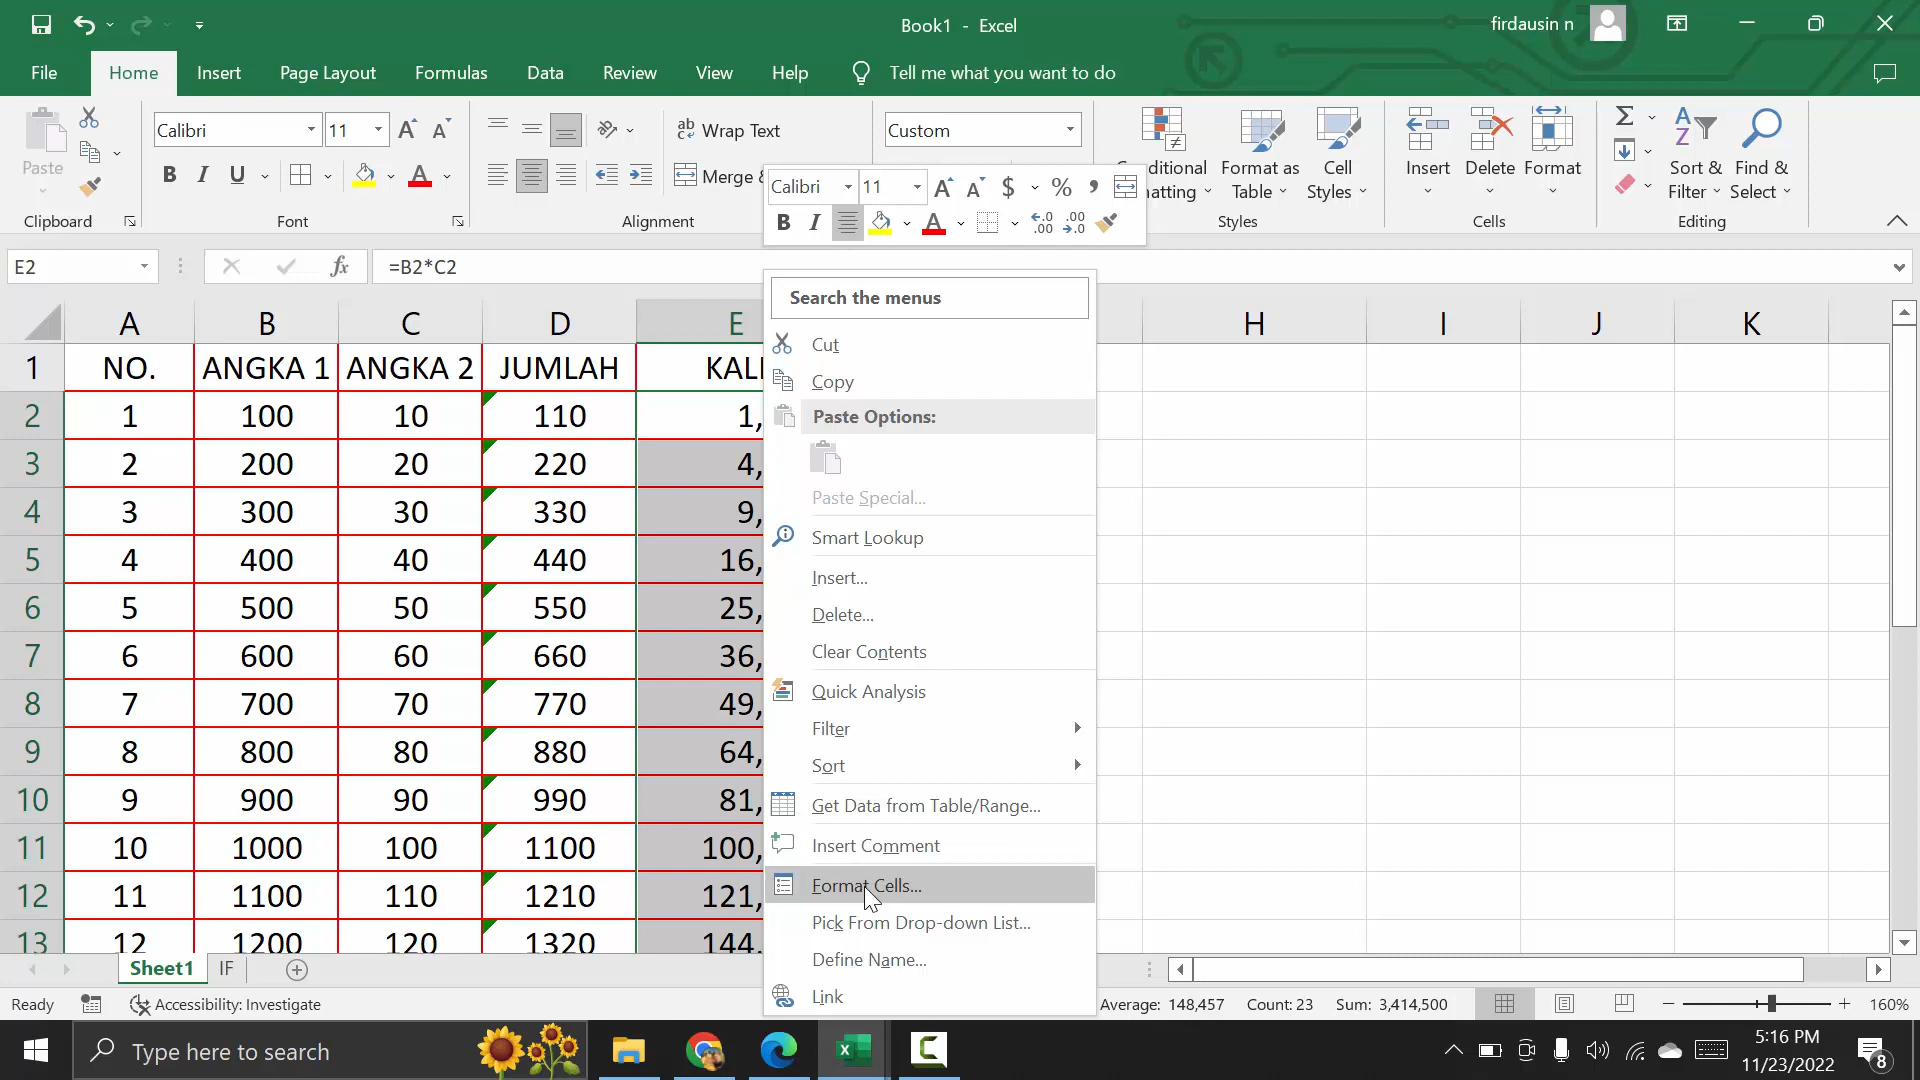 Book1 - Excel
firdausin n
File Home Insert Page Layout Formulas Data Review View Help Tell me what you want to do
Paste
Calibri 11
B I U
Wrap Text
Merge &
Custom
Conditional
Formatting
Format as
Table
Cell
Styles
Insert Delete Format
Sort &
Filter
Find &
Select
Clipboard Font Alignment Styles Cells Editing
Calibri 11 $ % ,
B I A
E2 fx =B2*C2
Search the menus
Cut
Copy
Paste Options:
Paste Special...
Smart Lookup
Insert...
Delete...
Clear Contents
Quick Analysis
Filter
Sort
Get Data from Table/Range...
Insert Comment
Format Cells...
Pick From Drop-down List...
Define Name...
Link
A B C D E H I J K
1 NO. ANGKA 1 ANGKA 2 JUMLAH KALI
2 1 100 10 110 1,
3 2 200 20 220 4,
4 3 300 30 330 9,
5 4 400 40 440 16,
6 5 500 50 550 25,
7 6 600 60 660 36,
8 7 700 70 770 49,
9 8 800 80 880 64,
10 9 900 90 990 81,
11 10 1000 100 1100 100,
12 11 1100 110 1210 121,
13 12 1200 120 1320 144,
Sheet1 IF
Ready Accessibility: Investigate Average: 148,457 Count: 23 Sum: 3,414,500 160%
Type here to search
5:16 PM
11/23/2022
8